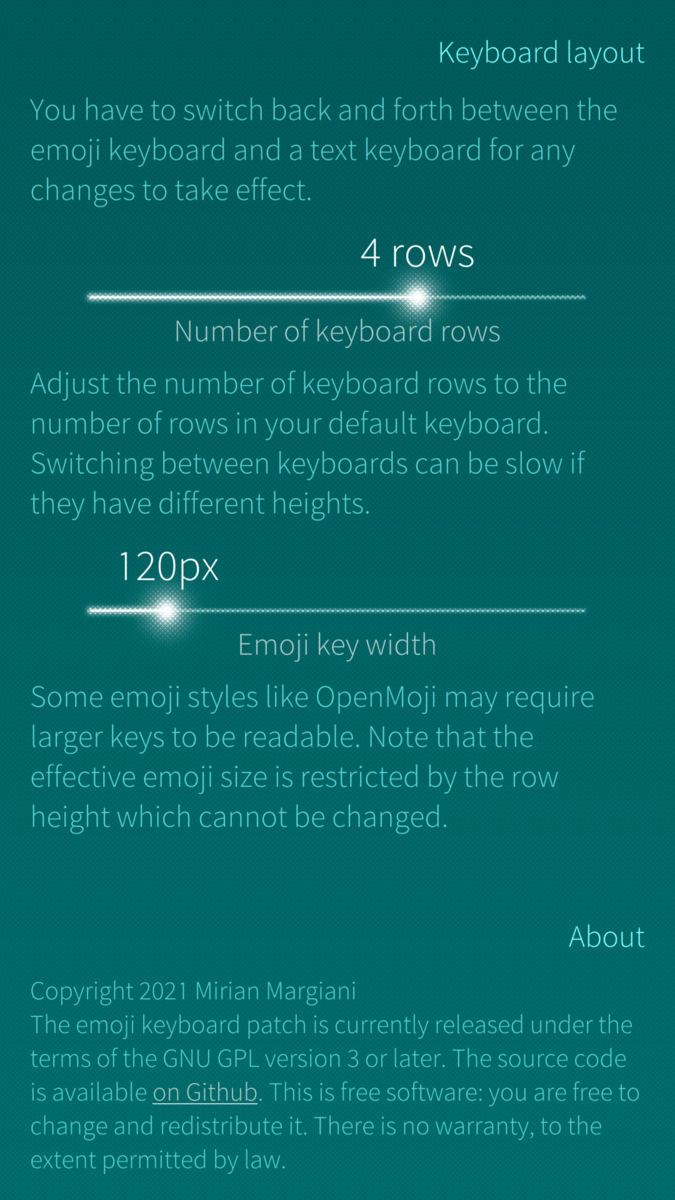 Keyboard layout
You have to switch back and forth between the
emoji keyboard and a text keyboard for any
changes to take effect.
4 rows
Number of keyboard rows
Adjust the number of keyboard rows to the
number of rows in your default keyboard.
Switching between keyboards can be slow if
they have different heights.
120px
Emoji key width
Some emoji styles like OpenMoji may require
larger keys to be readable. Note that the
effective emoji size is restricted by the row
height which cannot be changed.
About
Copyright 2021 Mirian Margiani
The emoji keyboard patch is currently released under the
terms of the GNU GPL version 3 or later. The source code
is available on Github. This is free software: you are free to
change and redistribute it. There is no warranty, to the
extent permitted by law.